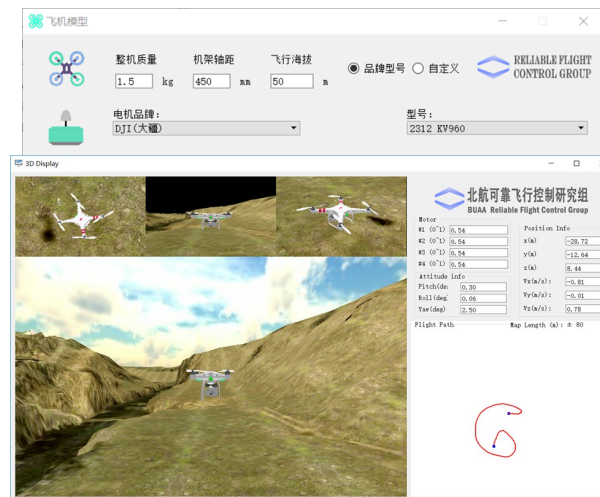 飞机模型
整机质量 机架轴距 飞行海拔
1.5 kg 450 mm 50 m
品牌型号 自定义
RELIABLE FLIGHT
CONTROL GROUP
电机品牌： 型号：
DJI(大疆) 2312 KV960
3D Display
北航可靠飞行控制研究组
BUAA Reliable Flight Control Group
Motor
#1 (0~1) 0.54
#2 (0~1) 0.54
#3 (0~1) 0.54
#4 (0~1) 0.54
Attitude info
Pitch(de 0.30
Roll(deg 0.06
Yaw(deg) 2.50
Position Info
x(m) -28.72
y(m) -12.64
z(m) 8.44
Vx(m/s): -0.81
Vy(m/s): -0.01
Vz(m/s): 0.78
Flight Path Map Length (m): ± 80